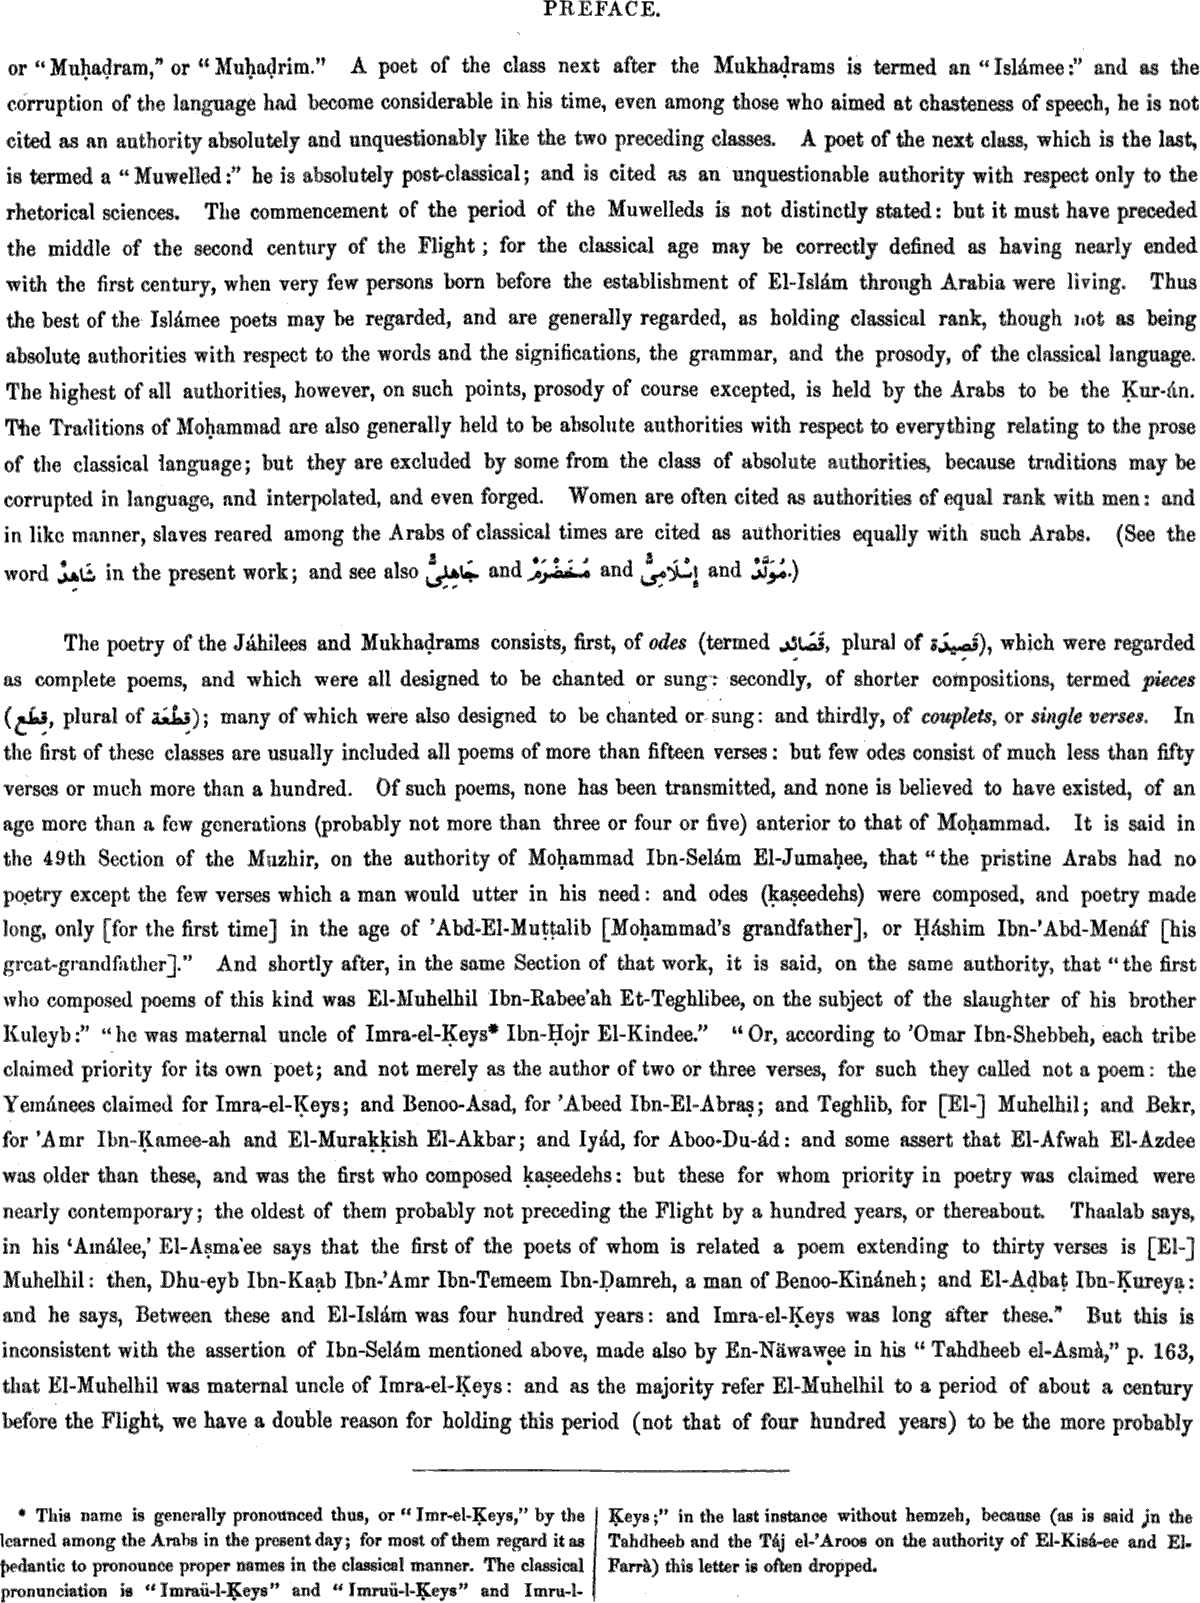 PREFACE.
or “Muḥaḍram,” or “Muḥaḍrim.” A poet of the class next after the Mukhaḍrams is termed an “Islámee:” and as the
corruption of the language had become considerable in his time, even among those who aimed at chasteness of speech, he is not
cited as an authority absolutely and unquestionably like the two preceding classes. A poet of the next class, which is the last,
is termed a “Muwelled:” he is absolutely post-classical; and is cited as an unquestionable authority with respect only to the
rhetorical sciences. The commencement of the period of the Muwelleds is not distinctly stated: but it must have preceded
the middle of the second century of the Flight; for the classical age may be correctly defined as having nearly ended
with the first century, when very few persons born before the establishment of El-Islám through Arabia were living. Thus
the best of the Islámee poets may be regarded, and are generally regarded, as holding classical rank, though not as being
absolute authorities with respect to the words and the significations, the grammar, and the prosody, of the classical language.
The highest of all authorities, however, on such points, prosody of course excepted, is held by the Arabs to be the Ḳur-án.
The Traditions of Moḥammad are also generally held to be absolute authorities with respect to everything relating to the prose
of the classical language; but they are excluded by some from the class of absolute authorities, because traditions may be
corrupted in language, and interpolated, and even forged. Women are often cited as authorities of equal rank with men: and
in like manner, slaves reared among the Arabs of classical times are cited as authorities equally with such Arabs. (See the
word شَاهِدٌ in the present work; and see also جَاهِلِىٌّ and مُخَضْرَمٌ and إِسْلَامِىٌّ and مُوَلَّدٌ.)
The poetry of the Jáhilees and Mukhaḍrams consists, first, of odes (termed قَصَائِد, plural of قَصِيدَة), which were regarded
as complete poems, and which were all designed to be chanted or sung: secondly, of shorter compositions, termed pieces
(قِطَع, plural of قِطْعَة); many of which were also designed to be chanted or sung: and thirdly, of couplets, or single verses. In
the first of these classes are usually included all poems of more than fifteen verses: but few odes consist of much less than fifty
verses or much more than a hundred. Of such poems, none has been transmitted, and none is believed to have existed, of an
age more than a few generations (probably not more than three or four or five) anterior to that of Moḥammad. It is said in
the 49th Section of the Muzhir, on the authority of Moḥammad Ibn-Selám El-Jumaḥee, that “the pristine Arabs had no
poetry except the few verses which a man would utter in his need: and odes (ḳaṣeedehs) were composed, and poetry made
long, only [for the first time] in the age of ’Abd-El-Muṭṭalib [Moḥammad’s grandfather], or Ḥáshim Ibn-’Abd-Menáf [his
great-grandfather].” And shortly after, in the same Section of that work, it is said, on the same authority, that “the first
who composed poems of this kind was El-Muhelhil Ibn-Rabee’ah Et-Teghlibee, on the subject of the slaughter of his brother
Kuleyb:” “he was maternal uncle of Imra-el-Ḳeys* Ibn-Ḥojr El-Kindee.” “Or, according to ’Omar Ibn-Shebbeh, each tribe
claimed priority for its own poet; and not merely as the author of two or three verses, for such they called not a poem: the
Yemánees claimed for Imra-el-Ḳeys; and Benoo-Asad, for ’Abeed Ibn-El-Abraṣ; and Teghlib, for [El-] Muhelhil; and Bekr,
for ’Amr Ibn-Ḳamee-ah and El-Muraḳḳish El-Akbar; and Iyád, for Aboo-Du-ád: and some assert that El-Afwah El-Azdee
was older than these, and was the first who composed ḳaṣeedehs: but these for whom priority in poetry was claimed were
nearly contemporary; the oldest of them probably not preceding the Flight by a hundred years, or thereabout. Thaalab says,
in his ‘Amálee,’ El-Aṣma’ee says that the first of the poets of whom is related a poem extending to thirty verses is [El-]
Muhelhil: then, Dhu-eyb Ibn-Kaạb Ibn-’Amr Ibn-Temeem Ibn-Ḍamreh, a man of Benoo-Kináneh; and El-Aḍbaṭ Ibn-Ḳureyạ:
and he says, Between these and El-Islám was four hundred years: and Imra-el-Ḳeys was long after these.” But this is
inconsistent with the assertion of Ibn-Selám mentioned above, made also by En-Näwawẹe in his “Tahdheeb el-Asmà,” p. 163,
that El-Muhelhil was maternal uncle of Imra-el-Ḳeys: and as the majority refer El-Muhelhil to a period of about a century
before the Flight, we have a double reason for holding this period (not that of four hundred years) to be the more probably
* This name is generally pronounced thus, or “Imr-el-Ḳeys,” by the
learned among the Arabs in the present day; for most of them regard it as
pedantic to pronounce proper names in the classical manner. The classical
pronunciation is “Imraü-l-Ḳeys” and “Imruü-l-Ḳeys” and Imru-l-
Ḳeys;” in the last instance without hemzeh, because (as is said in the
Tahdheeb and the Táj el-’Aroos on the authority of El-Kisá-ee and El-
Farrà) this letter is often dropped.